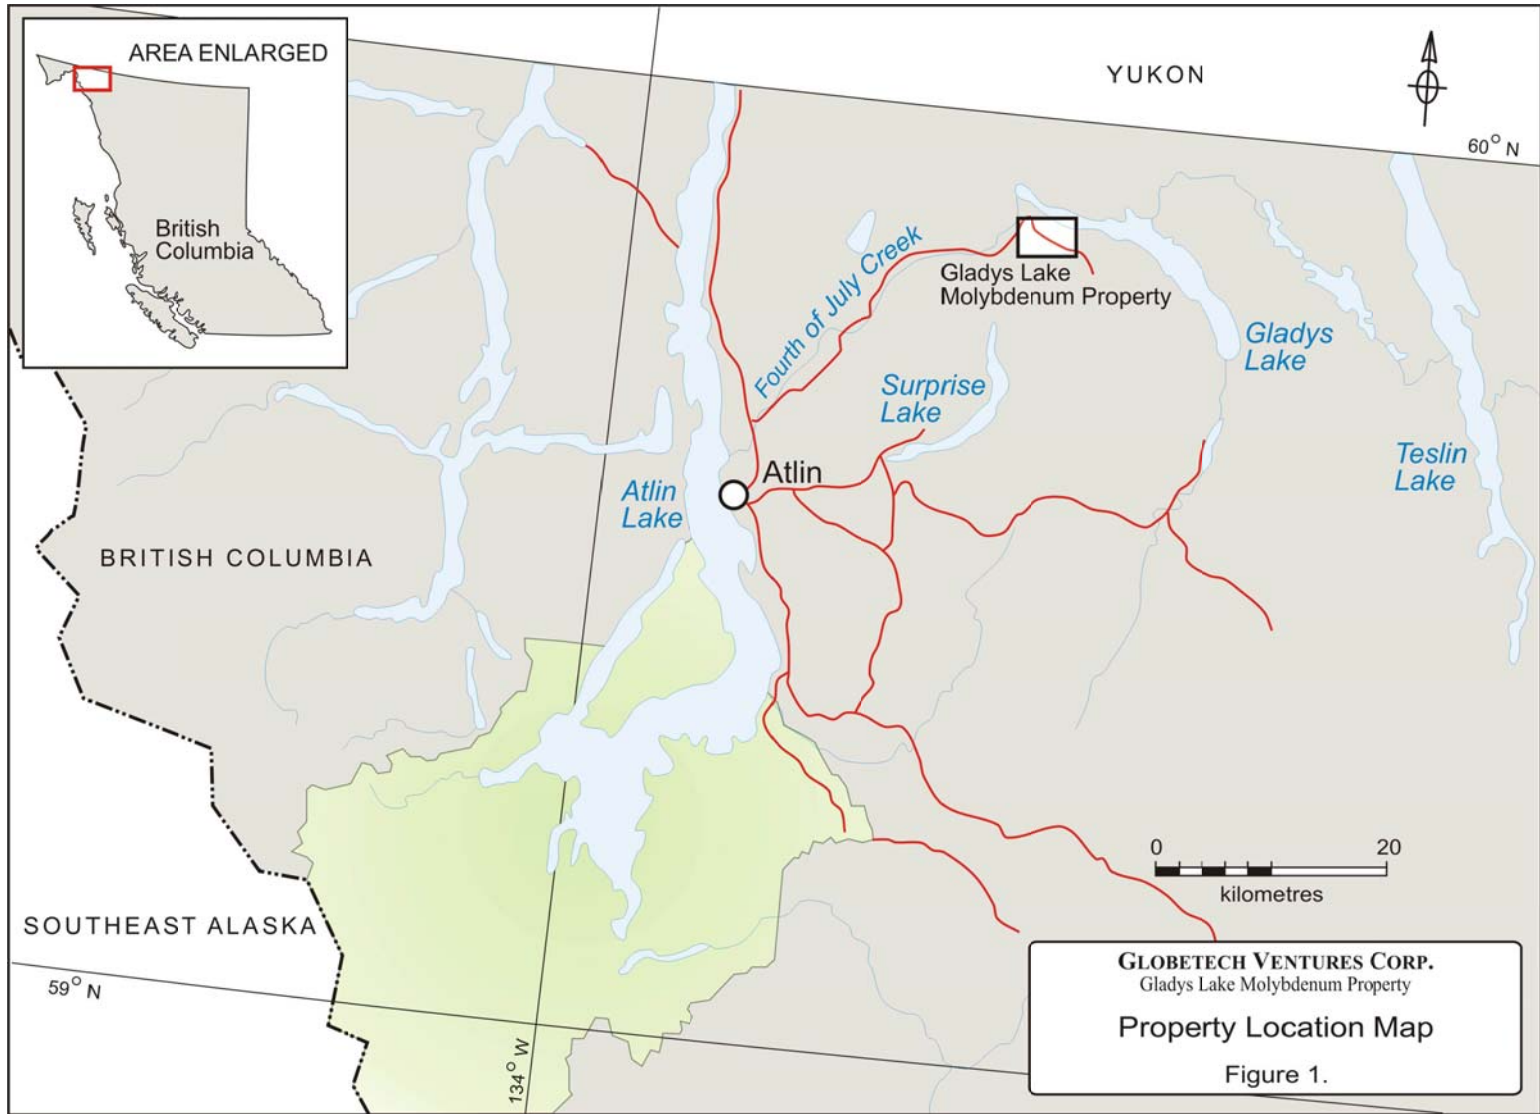 AREA ENLARGED
British
Columbia
YUKON
60° N
Fourth of July Creek
Gladys Lake
Molybdenum Property
Gladys
Lake
Surprise
Lake
Teslin
Lake
Atlin
Atlin
Lake
BRITISH COLUMBIA
SOUTHEAST ALASKA
59° N
134° W
0 20
kilometres
GLOBETECH VENTURES CORP.
Gladys Lake Molybdenum Property
Property Location Map
Figure 1.